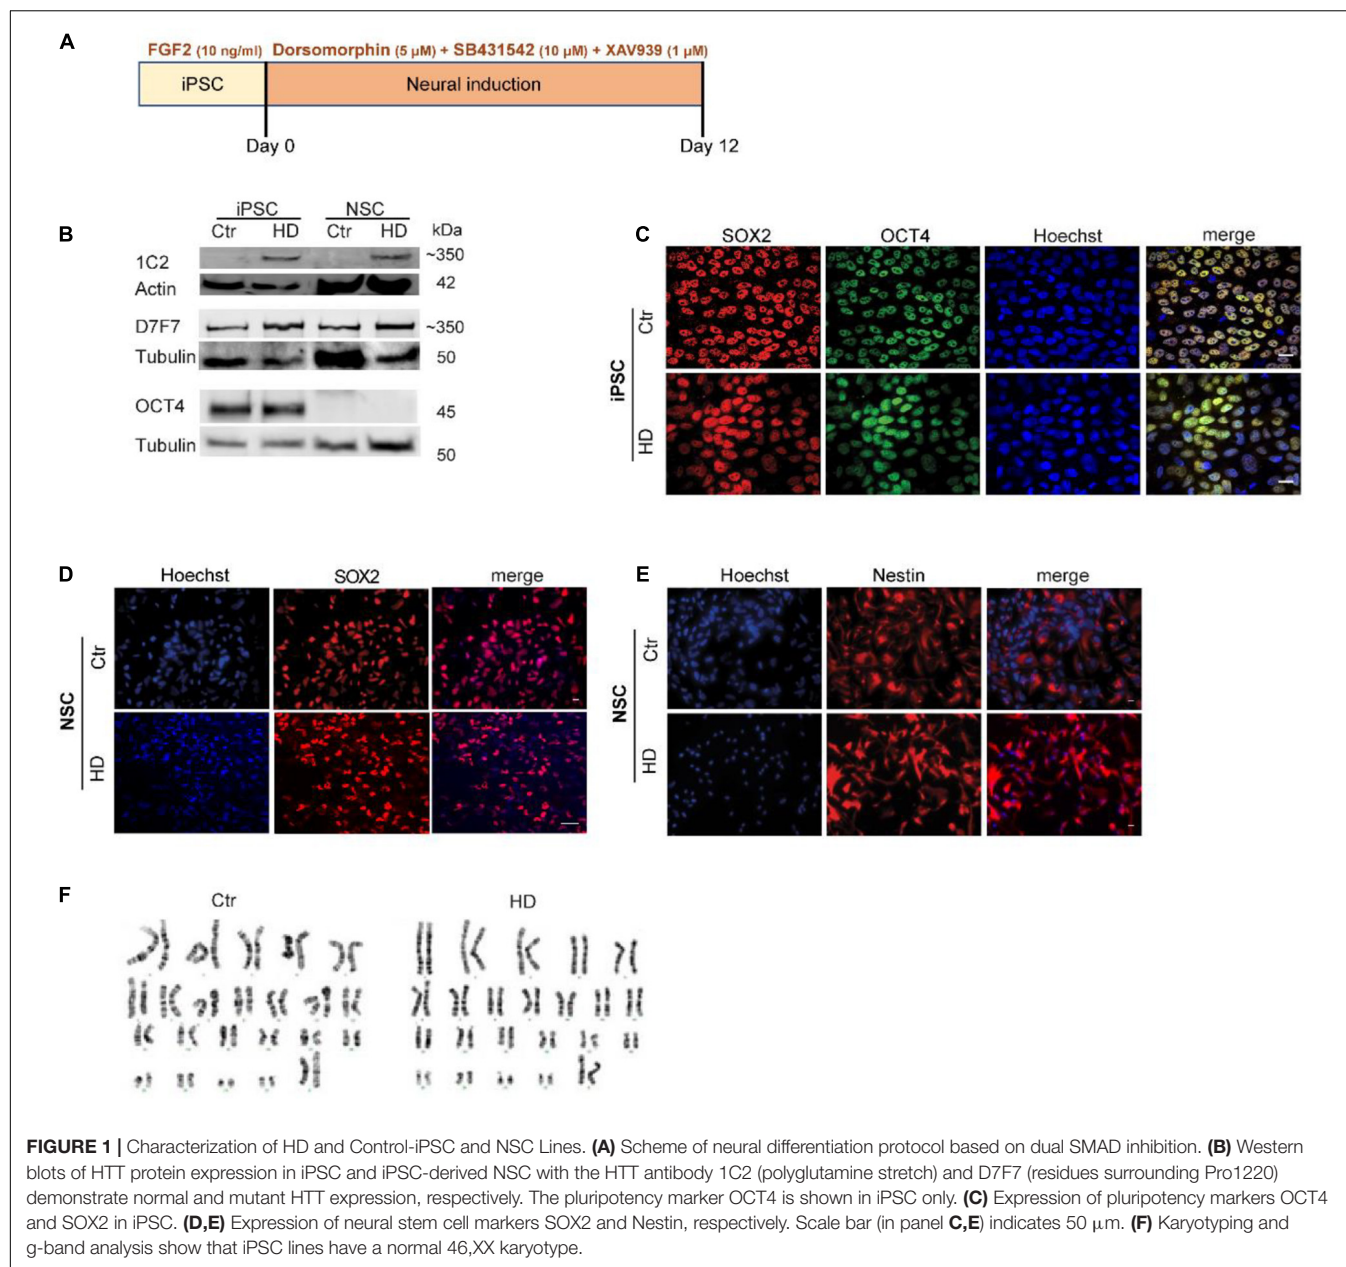 A
FGF2 (10 ng/ml) Dorsomorphin (5 µM) + SB431542 (10 µM) + XAV939 (1 µM)
iPSC Neural induction
Day 0 Day 12
B
iPSC NSC
Ctr HD Ctr HD kDa
1C2 ~350
Actin 42
D7F7 ~350
Tubulin 50
OCT4 45
Tubulin 50
C
SOX2 OCT4 Hoechst merge
iPSC
Ctr
HD
D
Hoechst SOX2 merge
NSC
Ctr
HD
E
Hoechst Nestin merge
NSC
Ctr
HD
F
Ctr HD
FIGURE 1 | Characterization of HD and Control-iPSC and NSC Lines. (A) Scheme of neural differentiation protocol based on dual SMAD inhibition. (B) Western
blots of HTT protein expression in iPSC and iPSC-derived NSC with the HTT antibody 1C2 (polyglutamine stretch) and D7F7 (residues surrounding Pro1220)
demonstrate normal and mutant HTT expression, respectively. The pluripotency marker OCT4 is shown in iPSC only. (C) Expression of pluripotency markers OCT4
and SOX2 in iPSC. (D,E) Expression of neural stem cell markers SOX2 and Nestin, respectively. Scale bar (in panel C,E) indicates 50 µm. (F) Karyotyping and
g-band analysis show that iPSC lines have a normal 46,XX karyotype.